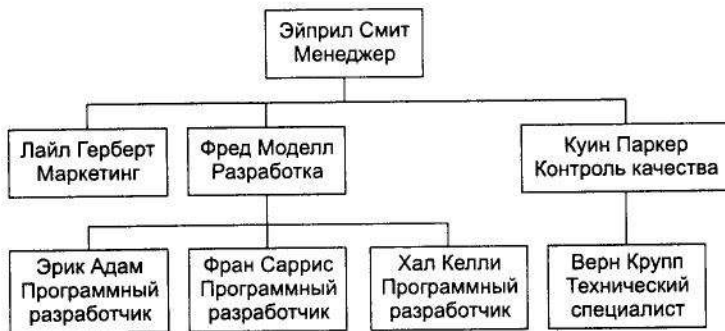 Эйприл Смит
Менеджер
Лайл Герберт
Маркетинг
Фред Моделл
Разработка
Куин Паркер
Контроль качества
Эрик Адам
Программный
разработчик
Фран Саррис
Программный
разработчик
Хал Келли
Программный
разработчик
Верн Крупп
Технический
специалист